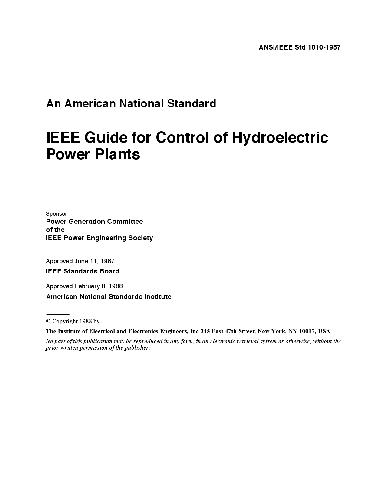 ANSI/IEEE Std 1010-1987
An American National Standard
IEEE Guide for Control of Hydroelectric
Power Plants
Sponsor
Power Generation Committee
of the
IEEE Power Engineering Society
Approved June 11, 1987
IEEE Standards Board
Approved February 8, 1988
American National Standards Institute
© Copyright 1988 by
The Institute of Electrical and Electronics Engineers, Inc 345 East 47th Street, New York, NY 10017, USA
No part of this publication may be reproduced in any form, in an electronic retrieval system or otherwise, without the
prior written permission of the publisher.